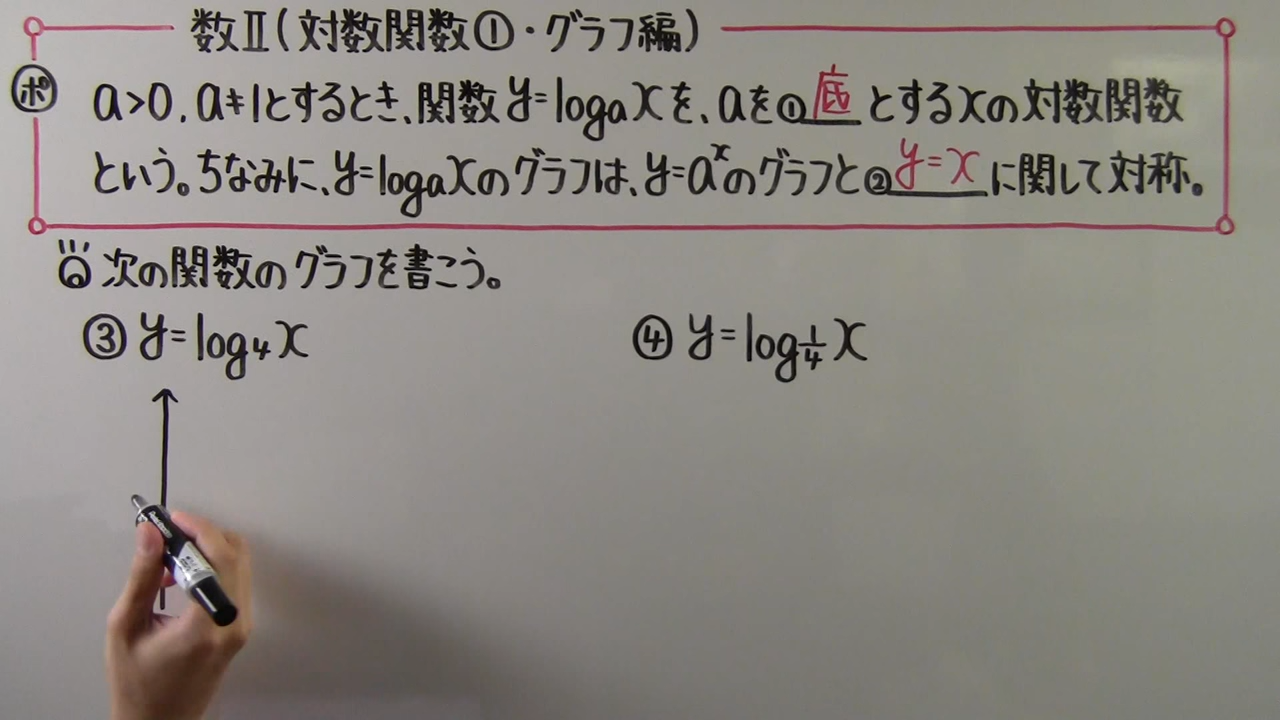 数Ⅱ(対数関数①・グラフ編)
ポ
a>0, a≠1とするとき、関数 y=logₐxを、aを①底とするxの対数関数
という。ちなみに、y=logₐxのグラフは、y=aˣのグラフと②y=xに関して対称。
次の関数のグラフを書こう。
③ y=log₄x
④ y=log_{1/4} x